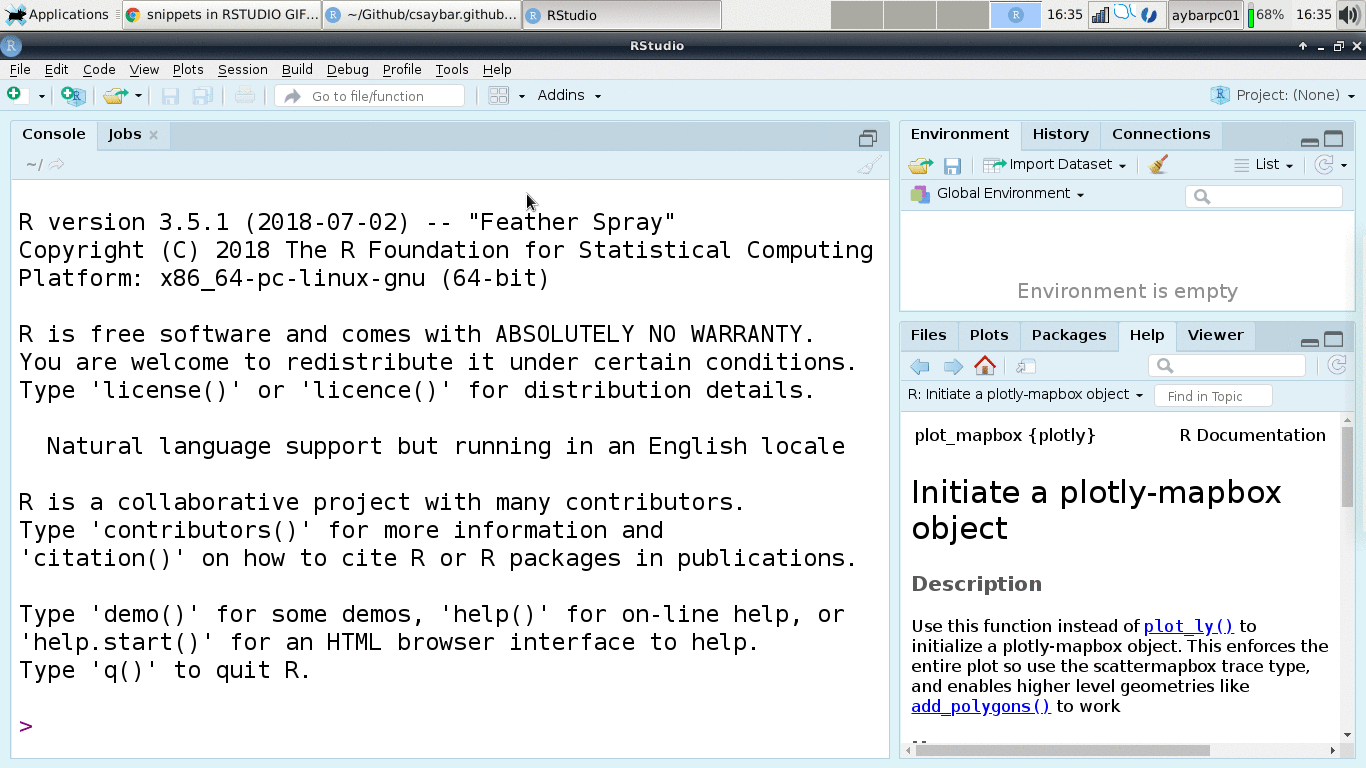 Applications
snippets in RSTUDIO GIF...
~/Github/csaybar.github...
RStudio
16:35
aybarpc01
68%
16:35
RStudio
File Edit Code View Plots Session Build Debug Profile Tools Help
Go to file/function
Addins
Project: (None)
Console Jobs
~/
R version 3.5.1 (2018-07-02) -- "Feather Spray"
Copyright (C) 2018 The R Foundation for Statistical Computing
Platform: x86_64-pc-linux-gnu (64-bit)
R is free software and comes with ABSOLUTELY NO WARRANTY.
You are welcome to redistribute it under certain conditions.
Type 'license()' or 'licence()' for distribution details.
Natural language support but running in an English locale
R is a collaborative project with many contributors.
Type 'contributors()' for more information and
'citation()' on how to cite R or R packages in publications.
Type 'demo()' for some demos, 'help()' for on-line help, or
'help.start()' for an HTML browser interface to help.
Type 'q()' to quit R.
>
Environment History Connections
Import Dataset
List
Global Environment
Environment is empty
Files Plots Packages Help Viewer
R: Initiate a plotly-mapbox object
Find in Topic
plot_mapbox {plotly} R Documentation
Initiate a plotly-mapbox
object
Description
Use this function instead of plot_ly() to
initialize a plotly-mapbox object. This enforces the
entire plot so use the scattermapbox trace type,
and enables higher level geometries like
add_polygons() to work